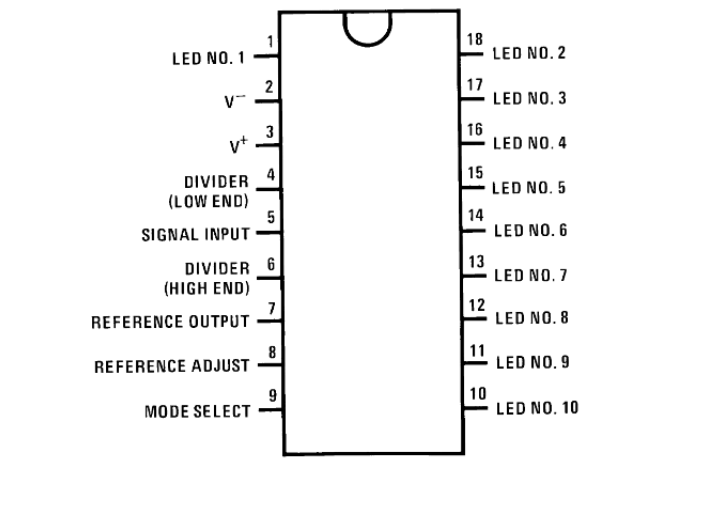 1
LED NO. 1
2
V−
3
V+
4
DIVIDER
(LOW END)
5
SIGNAL INPUT
6
DIVIDER
(HIGH END)
7
REFERENCE OUTPUT
8
REFERENCE ADJUST
9
MODE SELECT
18
LED NO. 2
17
LED NO. 3
16
LED NO. 4
15
LED NO. 5
14
LED NO. 6
13
LED NO. 7
12
LED NO. 8
11
LED NO. 9
10
LED NO. 10